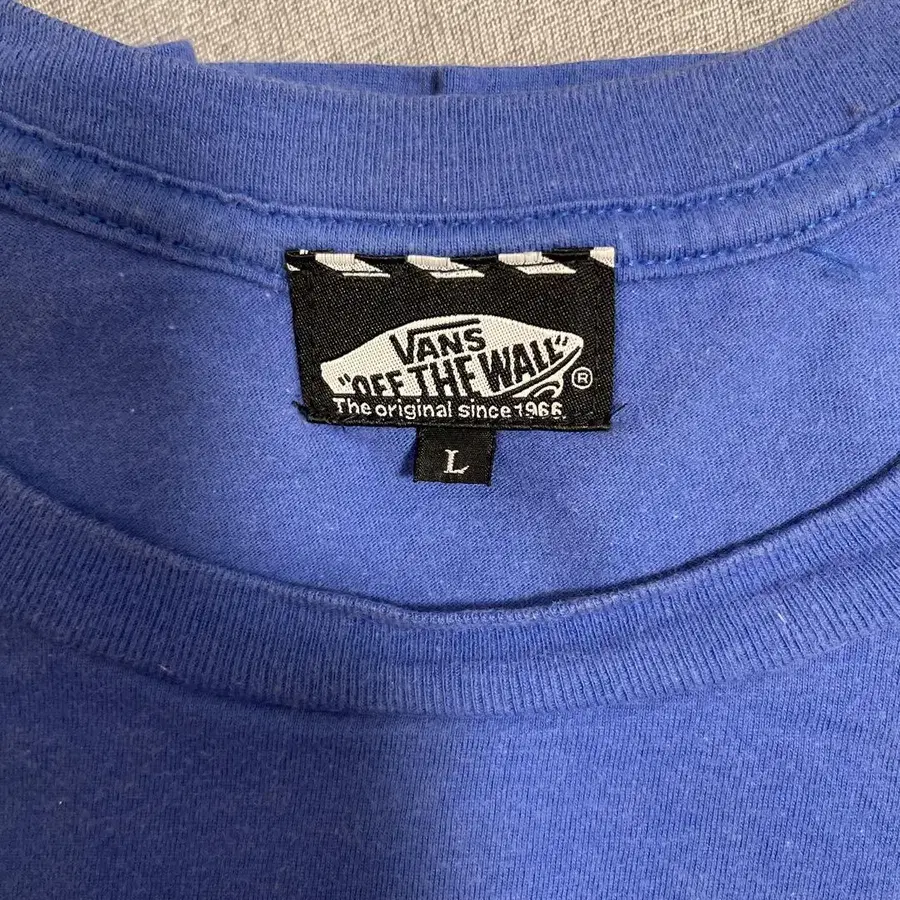 VANS
"OFF THE WALL"
®
The original since 1966.
L